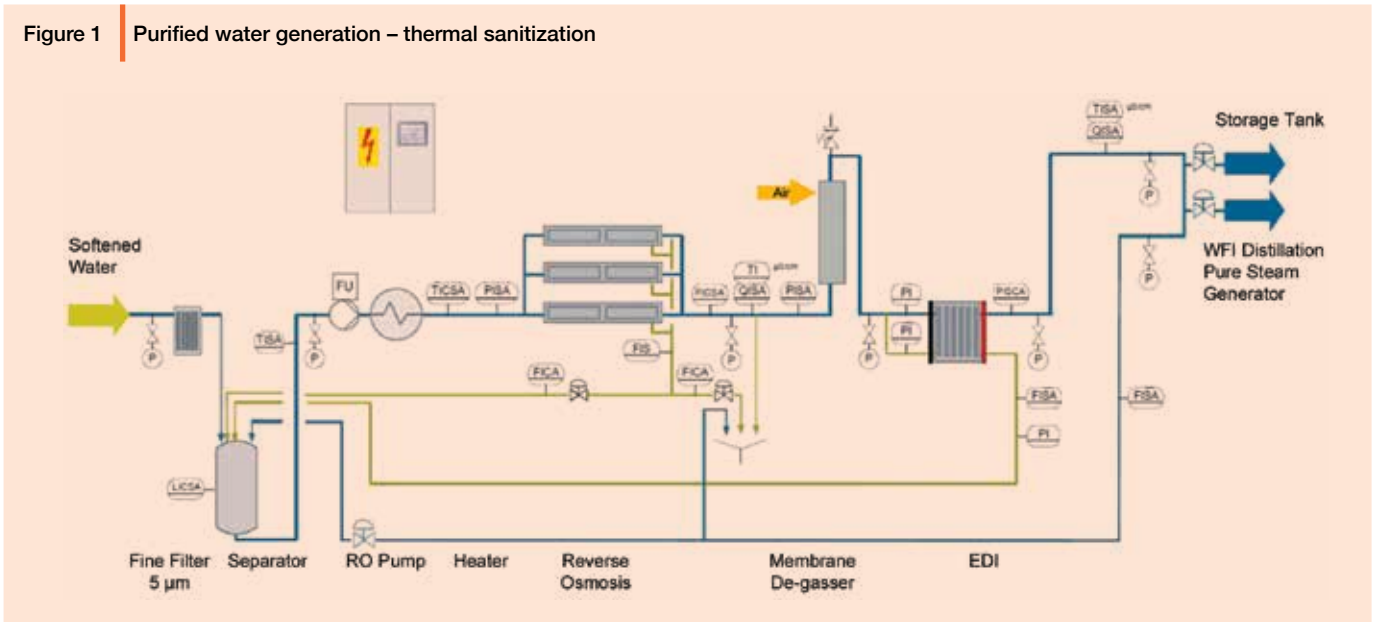 Figure 1
Purified water generation – thermal sanitization
TISA
QISA
Storage Tank
Air
Softened
Water
FU
TICSA
PISA
TI
QISA
PISA
WFI Distillation
Pure Steam
Generator
P
P
P
P
P
P
P
PI
PI
TISA
FIS
FICA
FICA
FISA
FISA
PI
LICSA
Fine Filter
5 µm
Separator
RO Pump
Heater
Reverse
Osmosis
Membrane
De-gasser
EDI